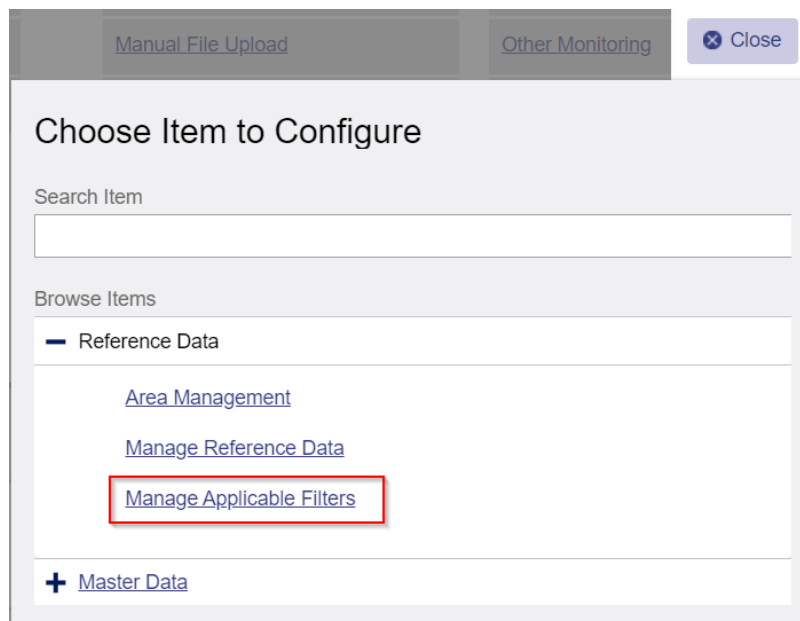 Manual File Upload
Other Monitoring
Close
Choose Item to Configure
Search Item
Browse Items
Reference Data
Area Management
Manage Reference Data
Manage Applicable Filters
Master Data